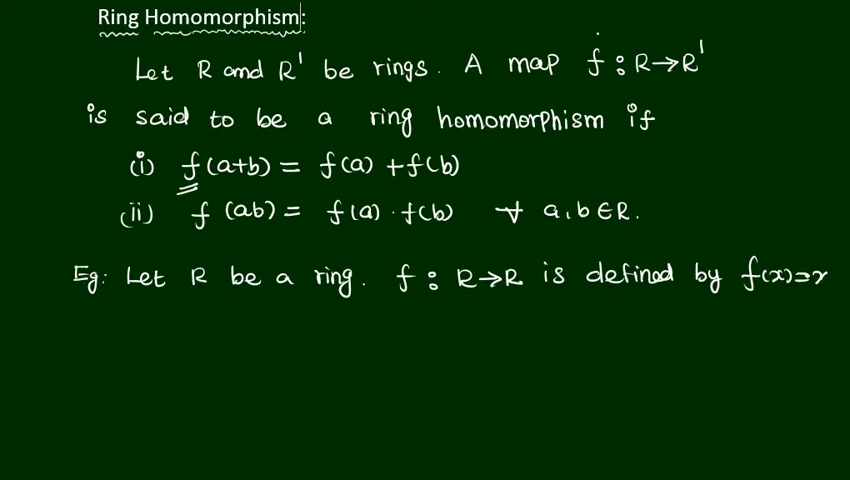 Ring Homomorphism:
Let R and R' be rings. A map f : R→R'
is said to be a ring homomorphism if
(i) f(a+b) = f(a) + f(b)
(ii) f(ab) = f(a) · f(b) ∀ a, b ∈ R.
Eg: Let R be a ring. f : R→R is defined by f(x)=x